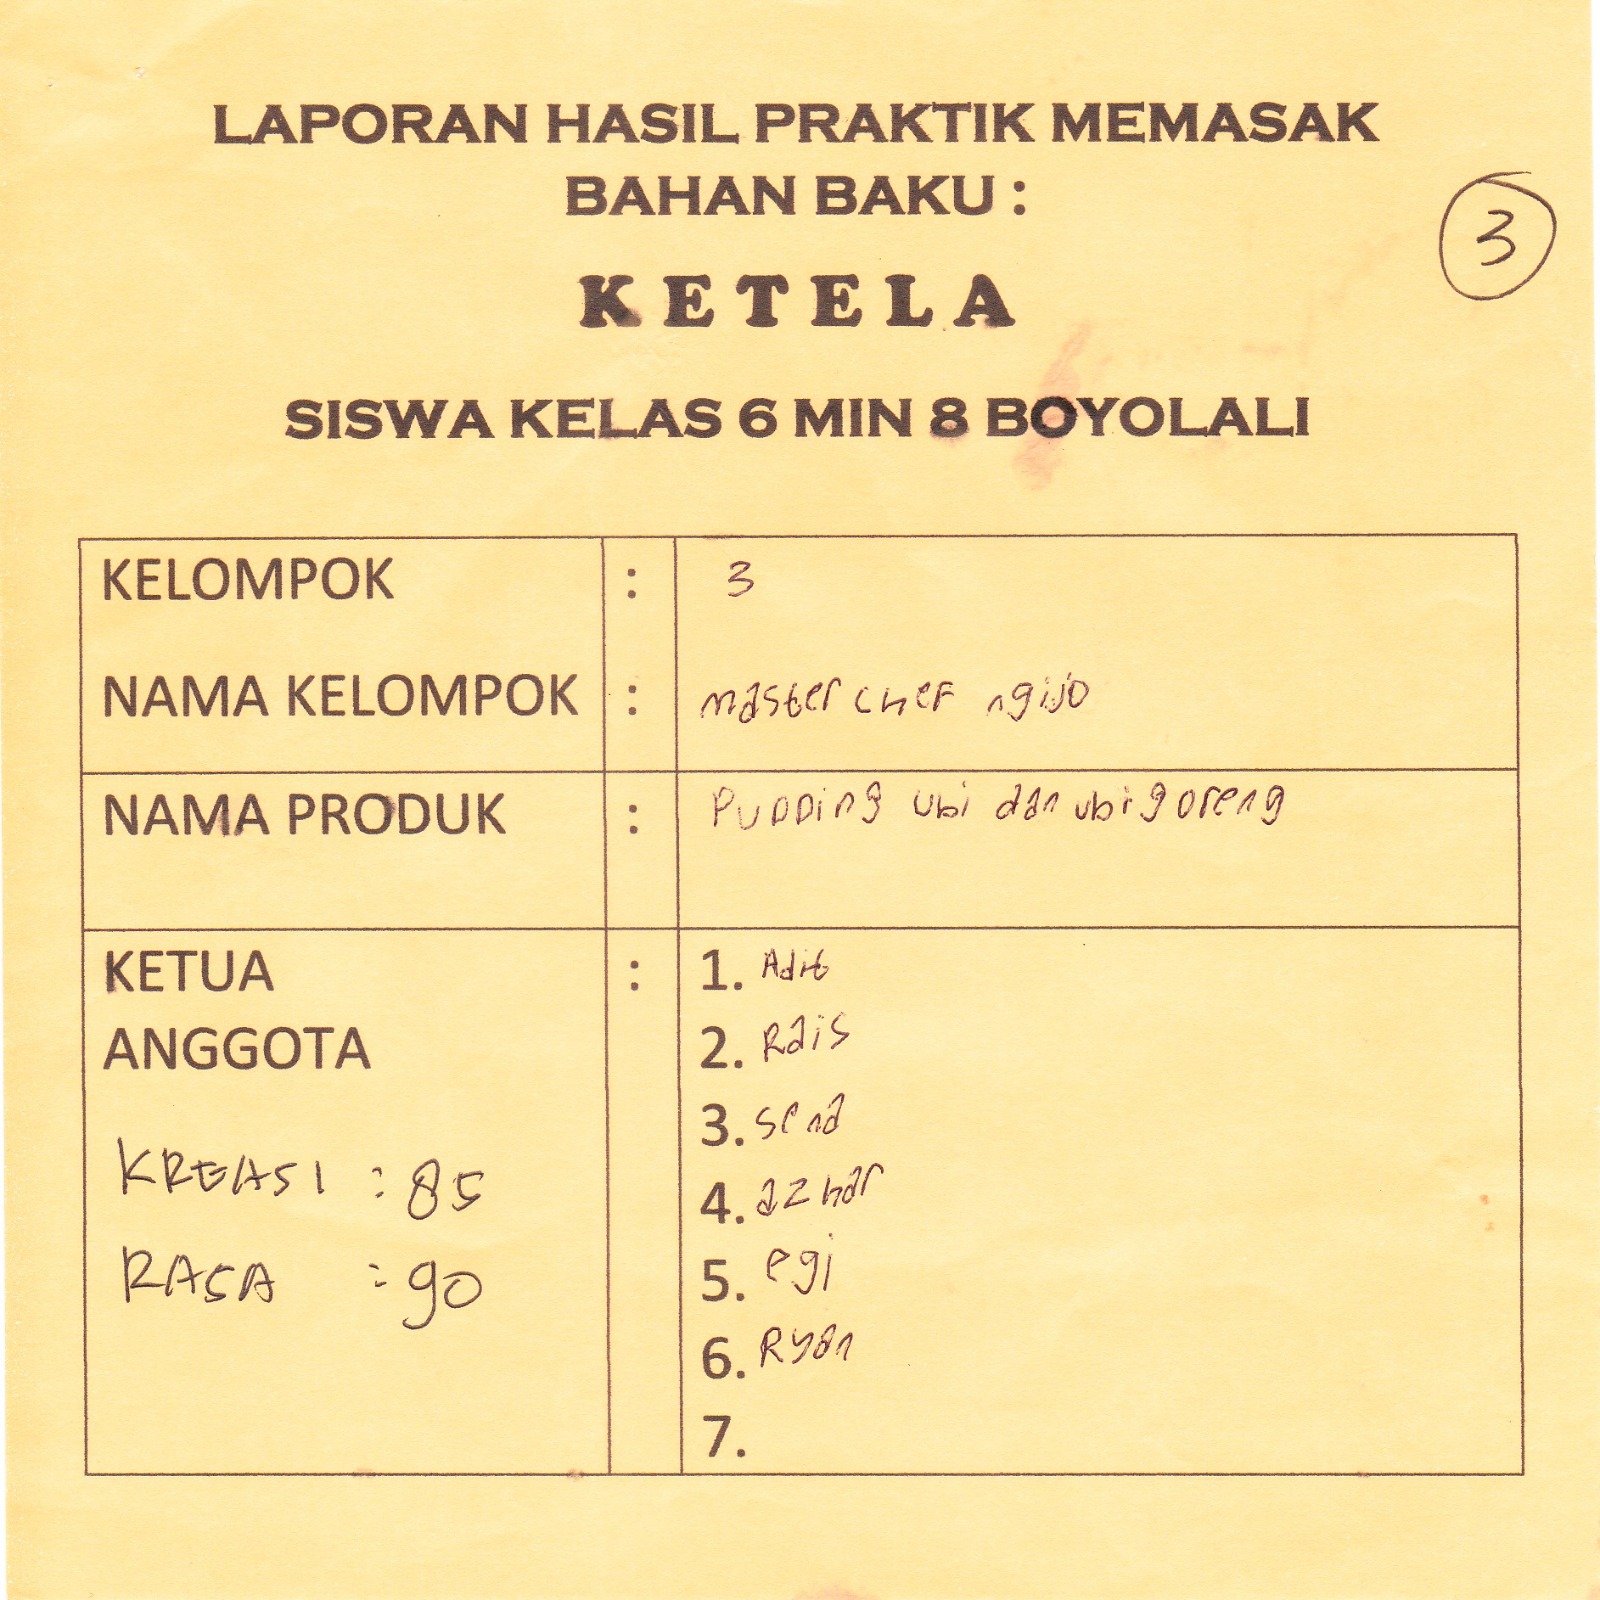 LAPORAN HASIL PRAKTIK MEMASAK
BAHAN BAKU :
3
KETELA
SISWA KELAS 6 MIN 8 BOYOLALI
KELOMPOK : 3
NAMA KELOMPOK : master chef ngijo
NAMA PRODUK : PUDDing ubi dan ubi goreng
KETUA : 1. Adit
ANGGOTA 2. Rais
3. sena
KREASI : 85
4. azhar
RASA : 90
5. egi
6. Ryan
7.